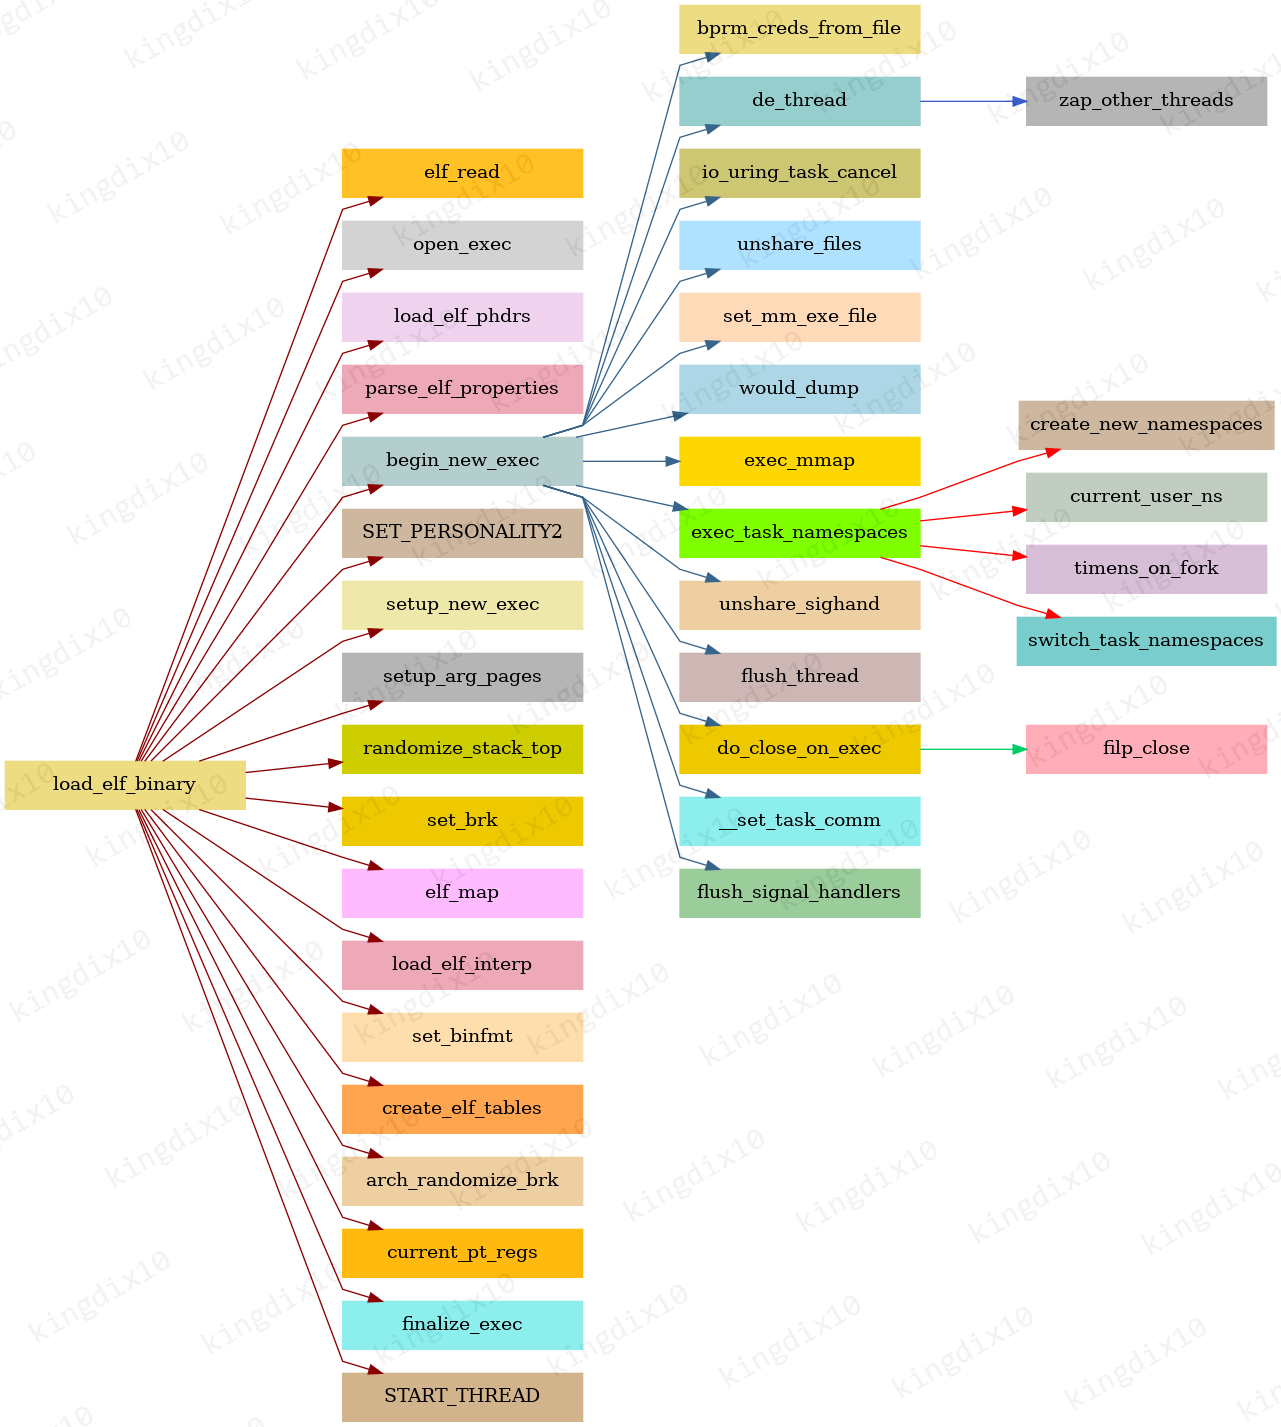 bprm_creds_from_file
de_thread
zap_other_threads
elf_read
io_uring_task_cancel
open_exec
unshare_files
load_elf_phdrs
set_mm_exe_file
parse_elf_properties
would_dump
create_new_namespaces
begin_new_exec
exec_mmap
current_user_ns
SET_PERSONALITY2
exec_task_namespaces
timens_on_fork
setup_new_exec
unshare_sighand
switch_task_namespaces
setup_arg_pages
flush_thread
randomize_stack_top
do_close_on_exec
filp_close
load_elf_binary
set_brk
__set_task_comm
elf_map
flush_signal_handlers
load_elf_interp
set_binfmt
create_elf_tables
arch_randomize_brk
current_pt_regs
finalize_exec
START_THREAD
kingdix10